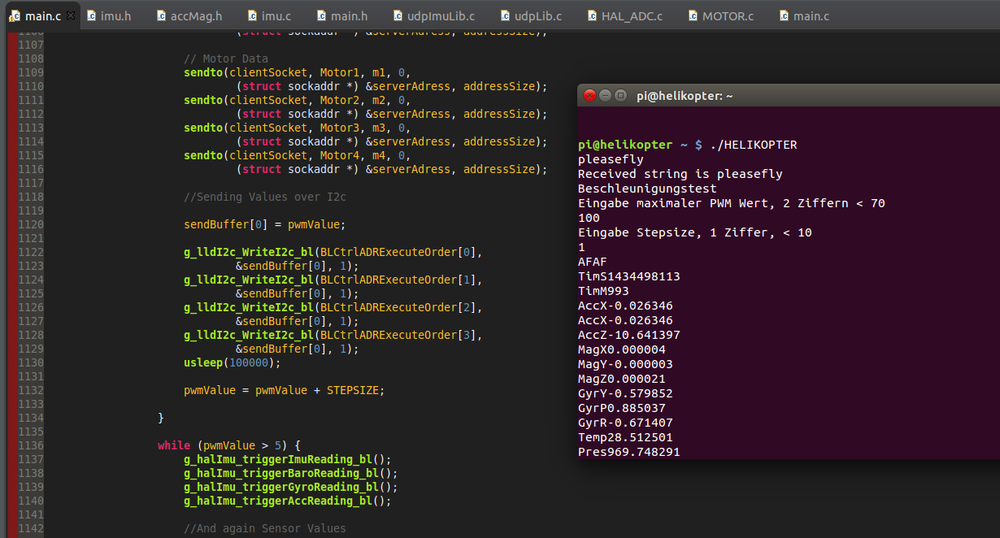 main.c imu.h accMag.h imu.c main.h udpImuLib.c udpLib.c HAL_ADC.c MOTOR.c main.c
1106 (struct sockaddr *) &serverAdress, addressSize);
1107
1108 // Motor Data
1109 sendto(clientSocket, Motor1, m1, 0,
1110 (struct sockaddr *) &serverAdress, addressSize);
1111 sendto(clientSocket, Motor2, m2, 0,
1112 (struct sockaddr *) &serverAdress, addressSize);
1113 sendto(clientSocket, Motor3, m3, 0,
1114 (struct sockaddr *) &serverAdress, addressSize);
1115 sendto(clientSocket, Motor4, m4, 0,
1116 (struct sockaddr *) &serverAdress, addressSize);
1117
1118 //Sending Values over I2c
1119
1120 sendBuffer[0] = pwmValue;
1121
1122 g_lldI2c_WriteI2c_bl(BLCtrlADRExecuteOrder[0],
1123 &sendBuffer[0], 1);
1124 g_lldI2c_WriteI2c_bl(BLCtrlADRExecuteOrder[1],
1125 &sendBuffer[0], 1);
1126 g_lldI2c_WriteI2c_bl(BLCtrlADRExecuteOrder[2],
1127 &sendBuffer[0], 1);
1128 g_lldI2c_WriteI2c_bl(BLCtrlADRExecuteOrder[3],
1129 &sendBuffer[0], 1);
1130 usleep(100000);
1131
1132 pwmValue = pwmValue + STEPSIZE;
1133
1134 }
1135
1136 while (pwmValue > 5) {
1137 g_halImu_triggerImuReading_bl();
1138 g_halImu_triggerBaroReading_bl();
1139 g_halImu_triggerGyroReading_bl();
1140 g_halImu_triggerAccReading_bl();
1141
1142 //And again Sensor Values
pi@helikopter: ~
pi@helikopter ~ $ ./HELIKOPTER
pleasefly
Received string is pleasefly
Beschleunigungstest
Eingabe maximaler PWM Wert, 2 Ziffern < 70
100
Eingabe Stepsize, 1 Ziffer, < 10
1
AFAF
TimS1434498113
TimM993
AccX-0.026346
AccX-0.026346
AccZ-10.641397
MagX0.000004
MagY-0.000003
MagZ0.000021
GyrY-0.579852
GyrP0.885037
GyrR-0.671407
Temp28.512501
Pres969.748291